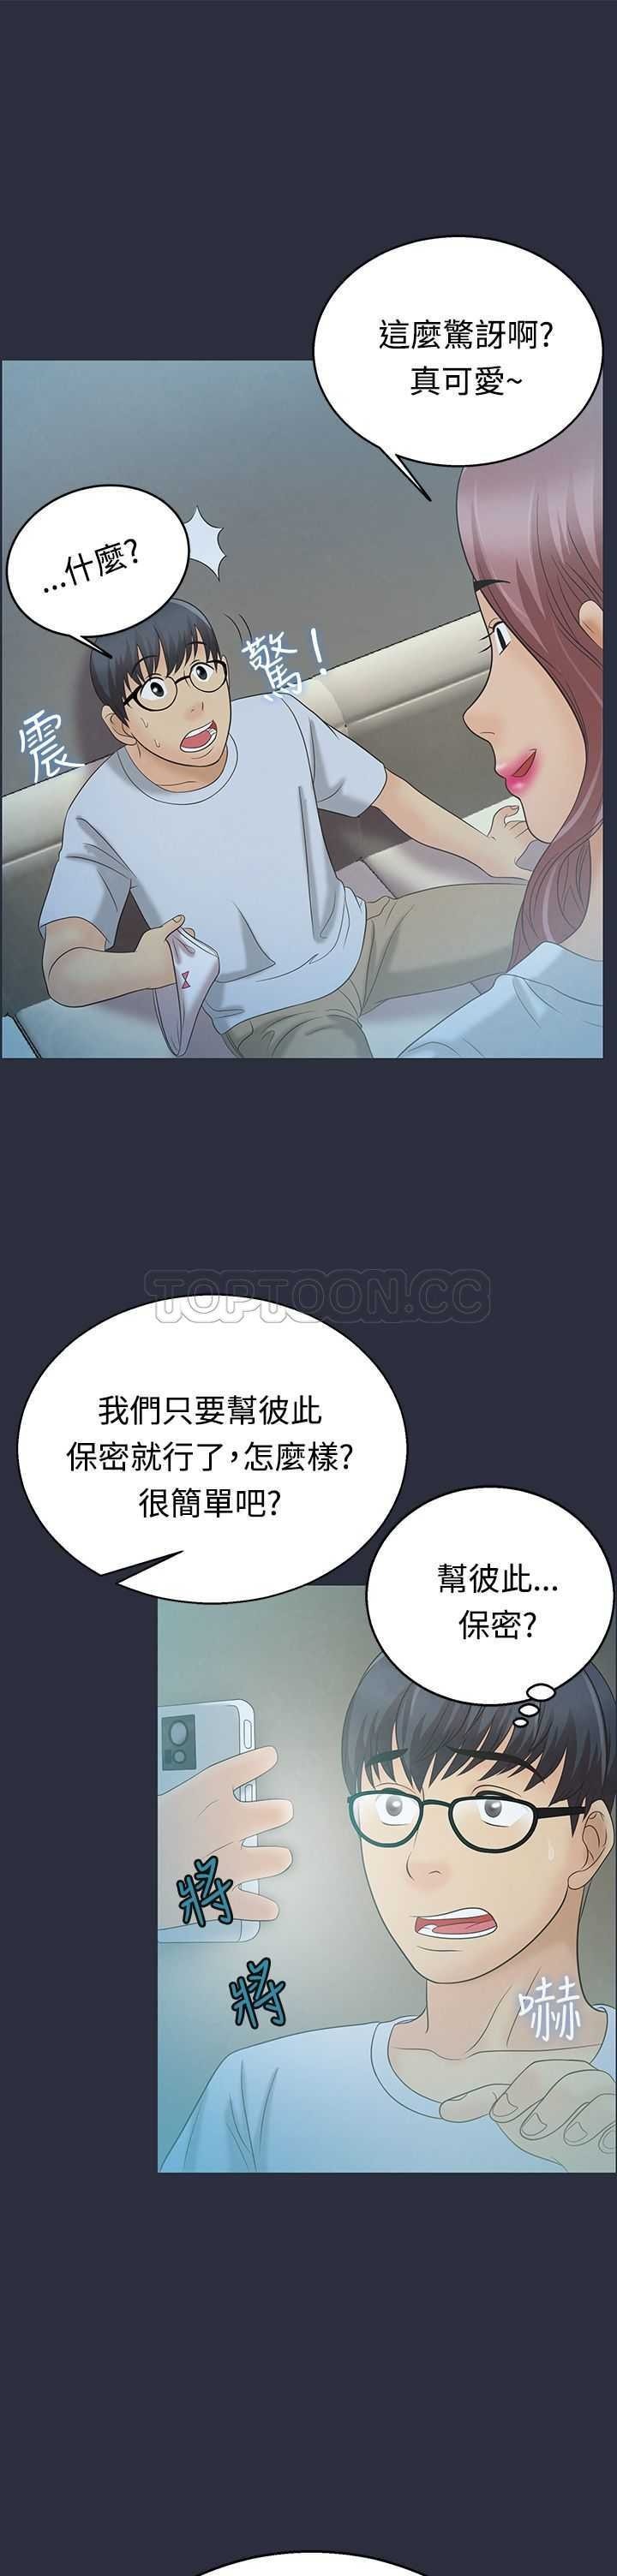 這麼驚訝啊?
真可愛~
...什麼?
驚!
震
TOPTOON.CC
我們只要幫彼此
保密就行了,怎麼樣?
很簡單吧?
幫彼此...
保密?
將
將
嚇